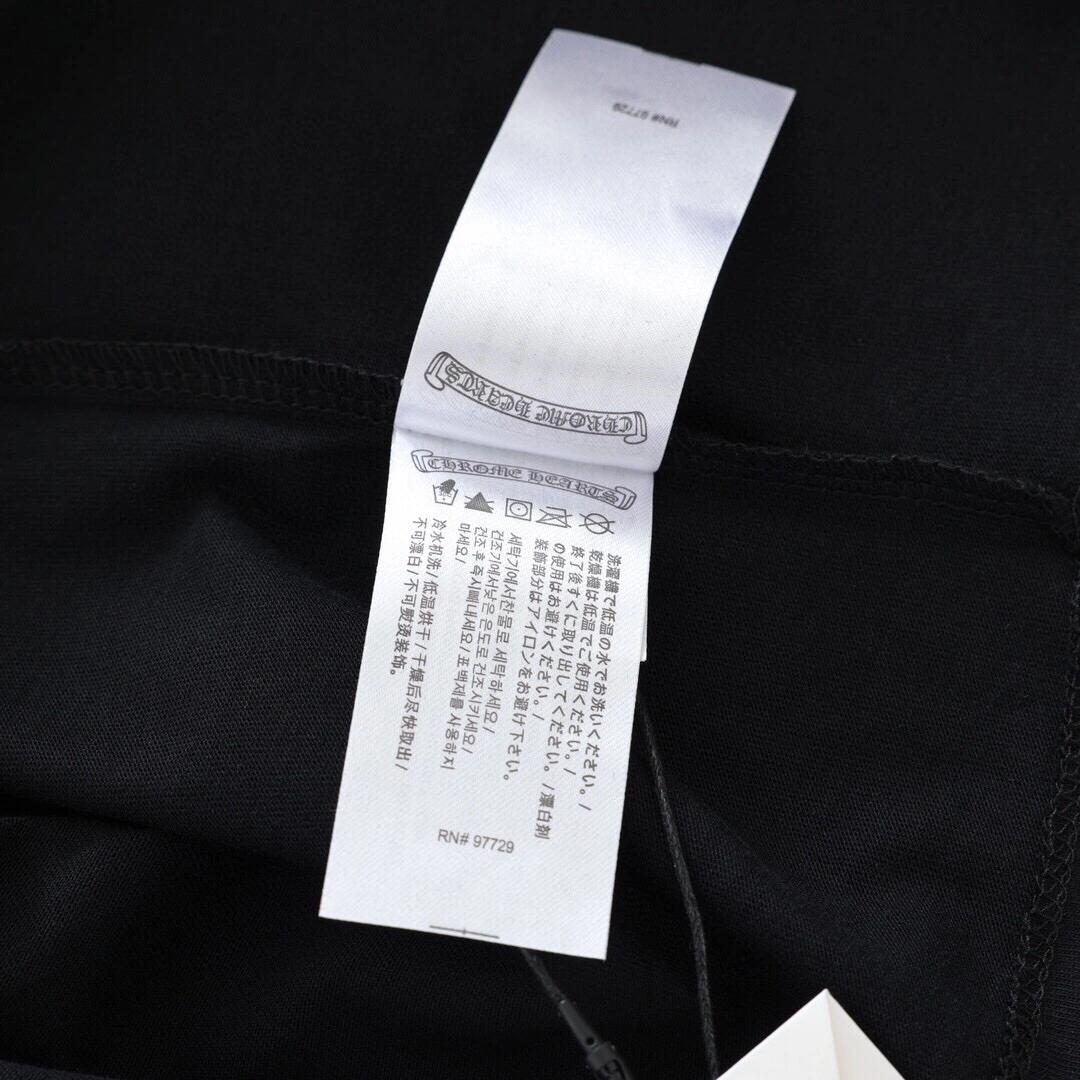 RN# 97729
CHROME HEARTS
CHROME HEARTS
洗濯機で低温の水でお洗いください。/
乾燥機は低温でご使用ください。/
終了後すぐに取り出してください。/漂白剤
の使用はお避けください。/
装飾部分はアイロンをお避け下さい。
세탁기에서찬물로 세탁하세요/
건조기에서낮은 온도로 건조시키세요/
건조 후 즉시빼내세요/표백제를 사용하지
마세요/
冷水机洗/低温烘干/干燥后尽快取出/
不可漂白/不可熨烫装饰。
RN# 97729